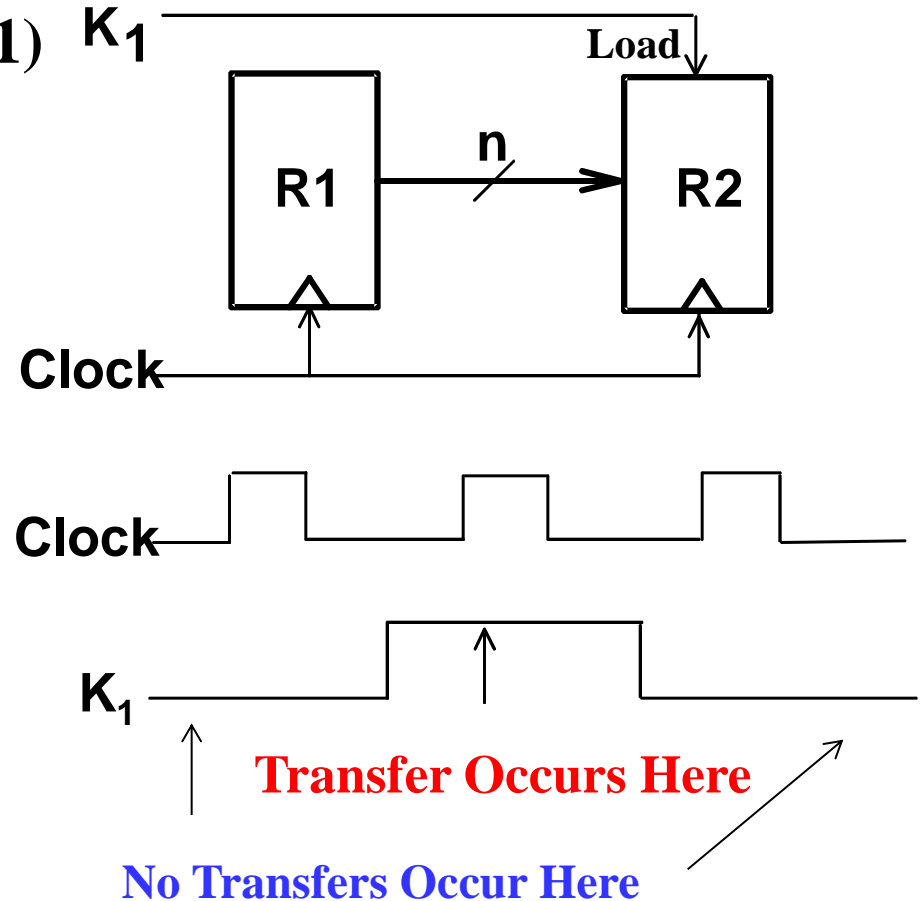 1) K1
Load
R1
n
R2
Clock
Clock
K1
Transfer Occurs Here
No Transfers Occur Here